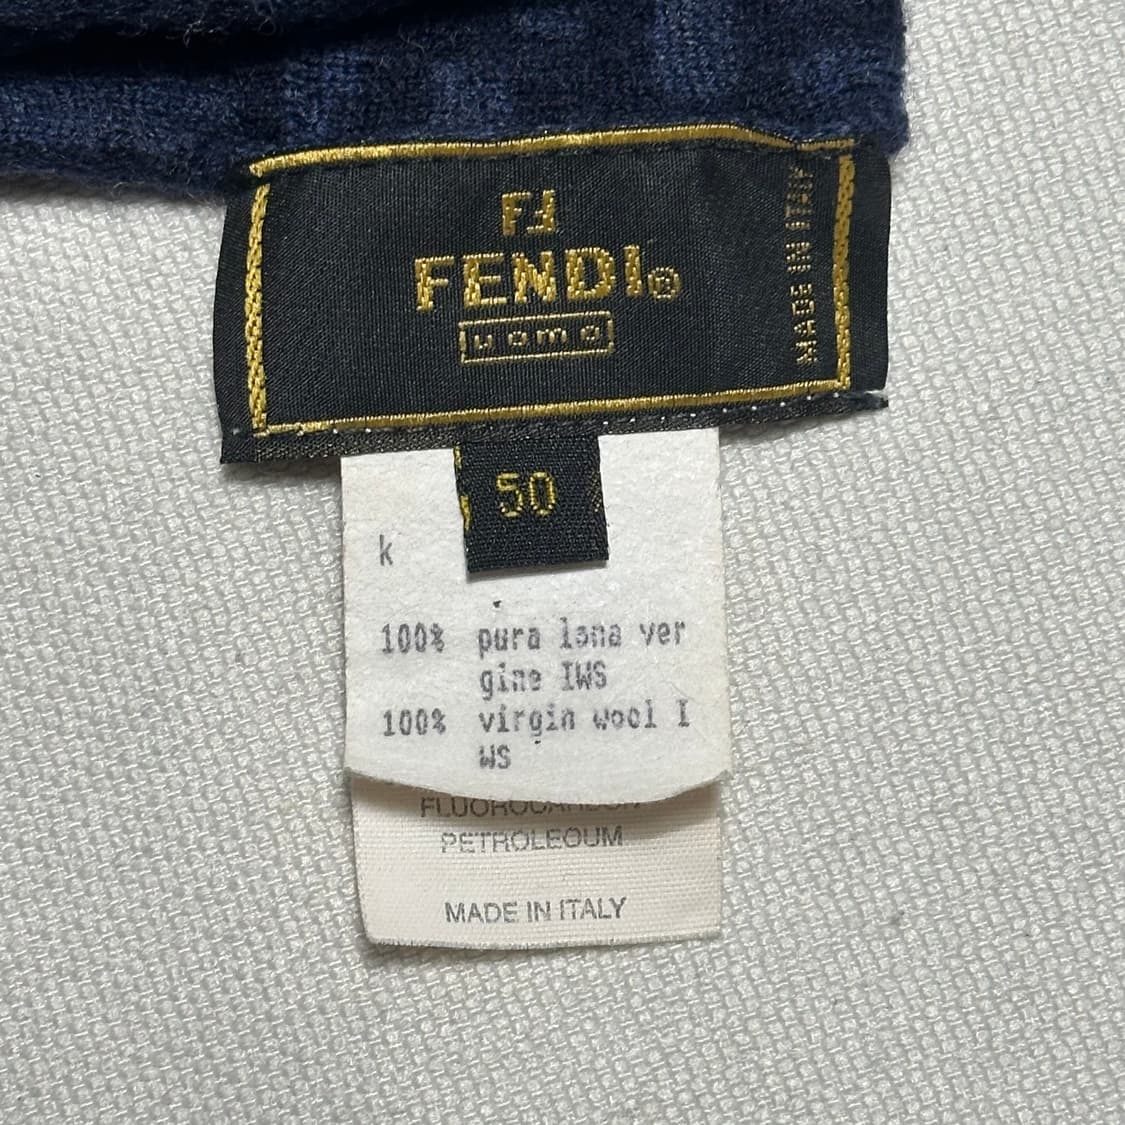 FF
FENDI®
uomo
MADE IN ITALY
50
k
100% pura lana ver
gine IWS
100% virgin wool I
WS
FLUOROCARBON
PETROLEOUM
MADE IN ITALY